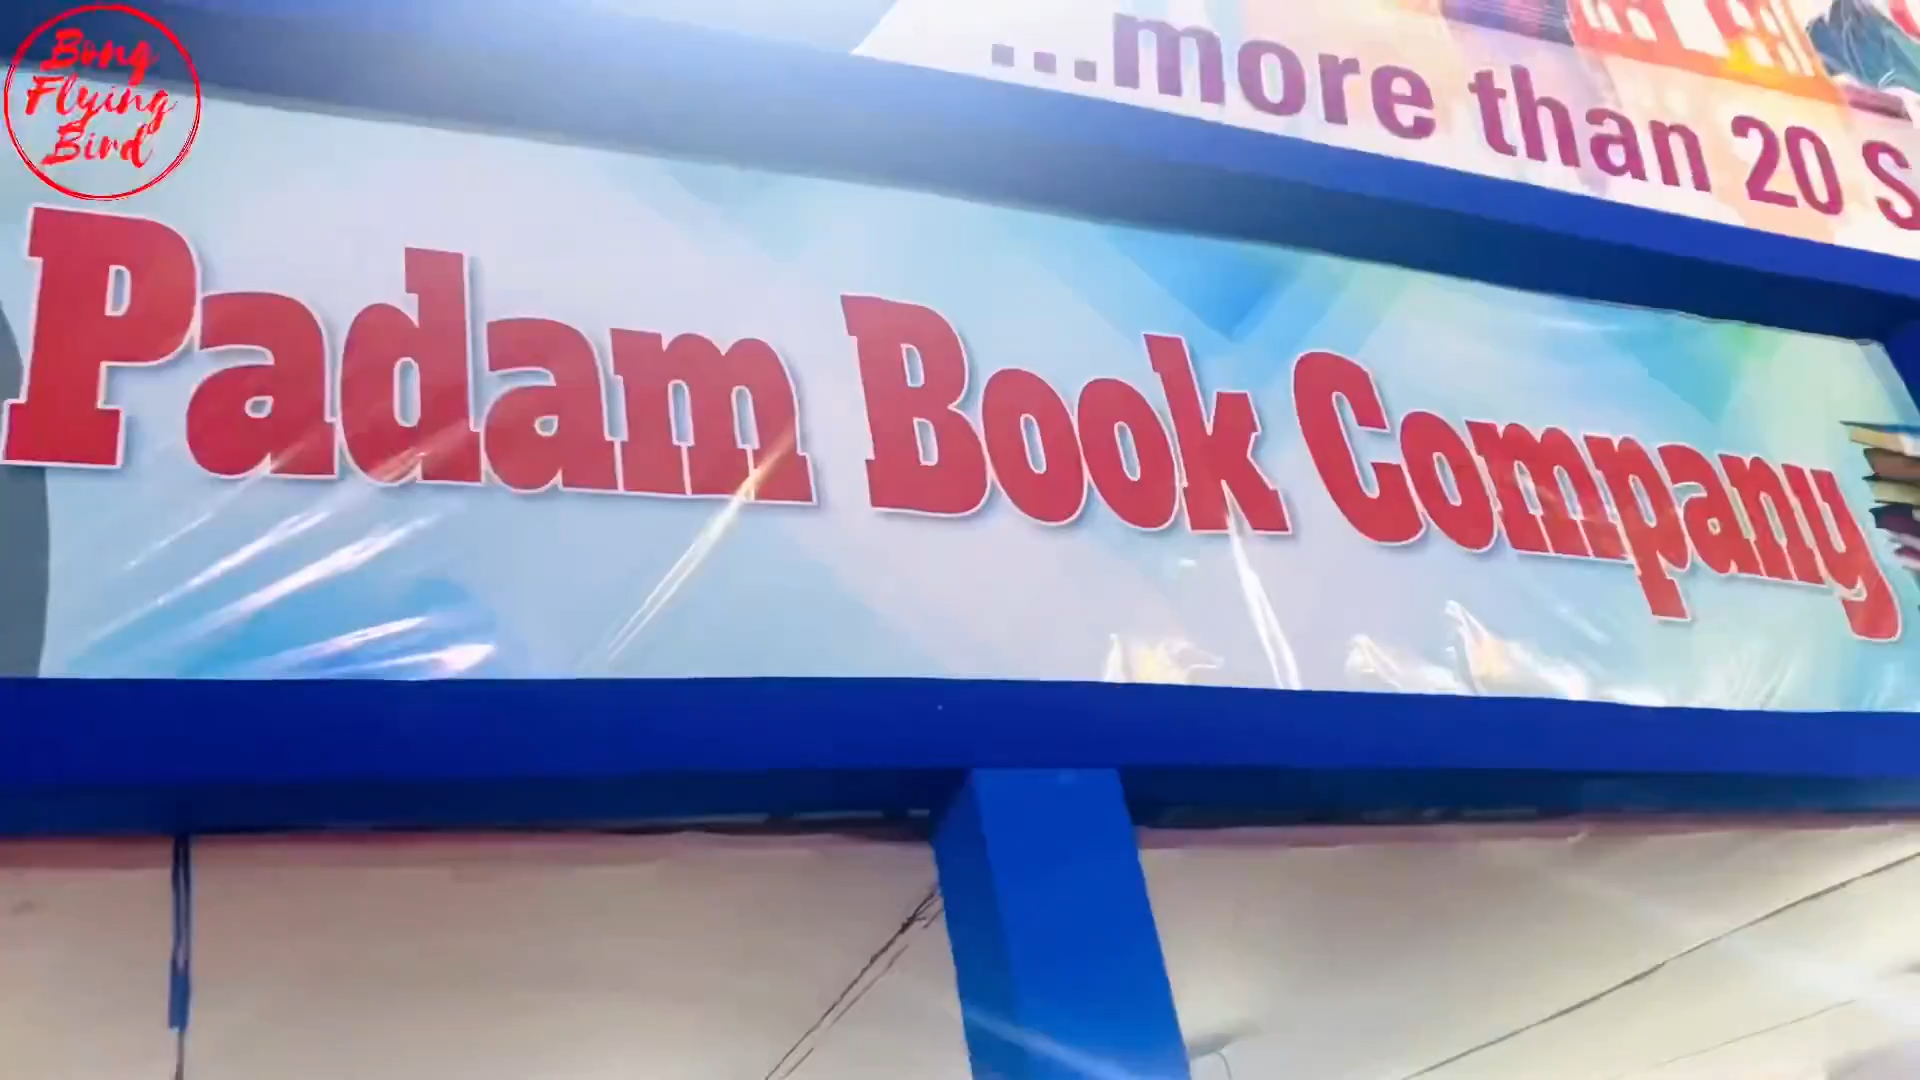 Bong
Flying
Bird
...more than 20
Padam Book Company